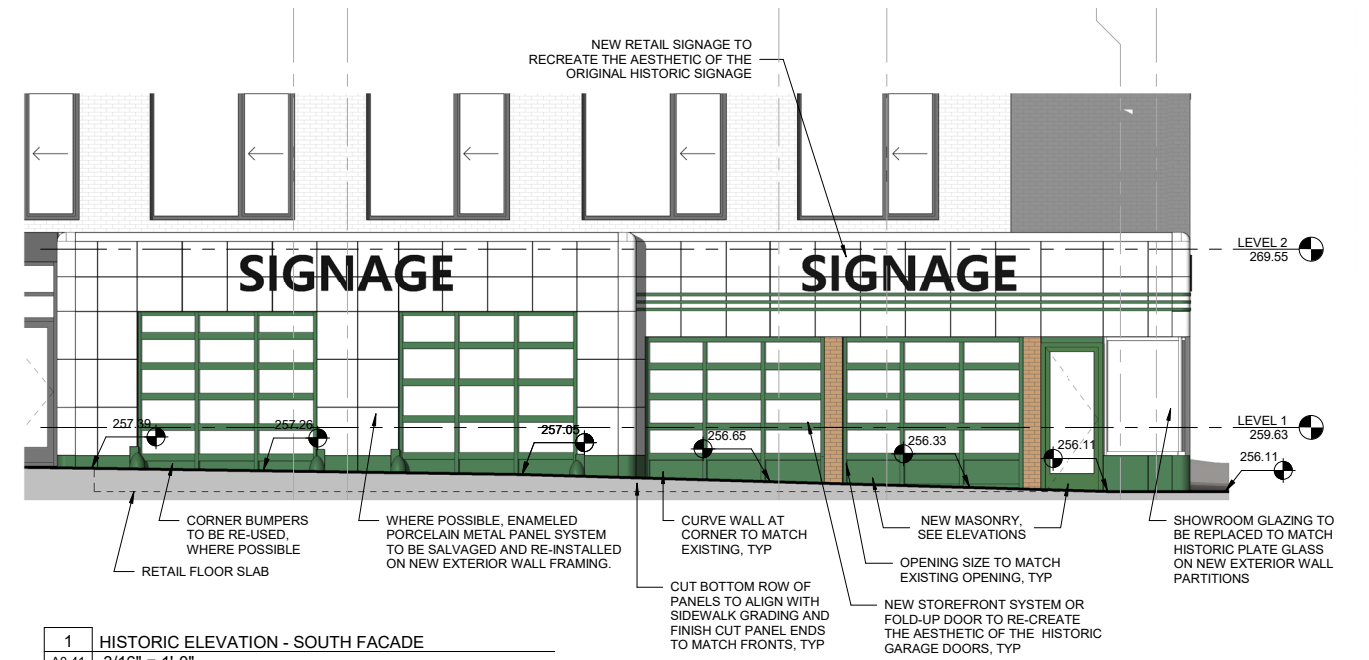 NEW RETAIL SIGNAGE TO
RECREATE THE AESTHETIC OF THE
ORIGINAL HISTORIC SIGNAGE
SIGNAGE
SIGNAGE
LEVEL 2
269.55
LEVEL 1
259.63
257.39
257.26
257.05
256.65
256.33
256.11
256.11
CORNER BUMPERS
TO BE RE-USED,
WHERE POSSIBLE
RETAIL FLOOR SLAB
WHERE POSSIBLE, ENAMELED
PORCELAIN METAL PANEL SYSTEM
TO BE SALVAGED AND RE-INSTALLED
ON NEW EXTERIOR WALL FRAMING.
CURVE WALL AT
CORNER TO MATCH
EXISTING, TYP
CUT BOTTOM ROW OF
PANELS TO ALIGN WITH
SIDEWALK GRADING AND
FINISH CUT PANEL ENDS
TO MATCH FRONTS, TYP
NEW MASONRY,
SEE ELEVATIONS
OPENING SIZE TO MATCH
EXISTING OPENING, TYP
NEW STOREFRONT SYSTEM OR
FOLD-UP DOOR TO RE-CREATE
THE AESTHETIC OF THE HISTORIC
GARAGE DOORS, TYP
SHOWROOM GLAZING TO
BE REPLACED TO MATCH
HISTORIC PLATE GLASS
ON NEW EXTERIOR WALL
PARTITIONS
1 HISTORIC ELEVATION - SOUTH FACADE
3/16" = 1'-0"